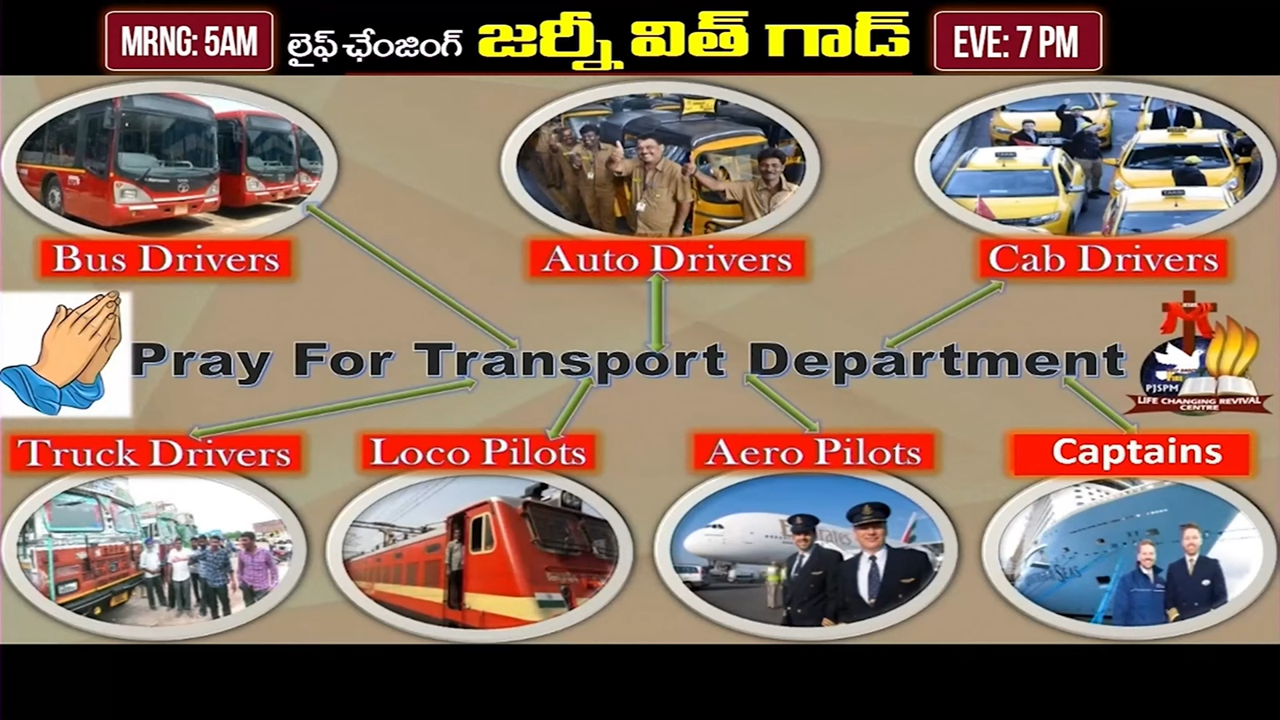 MRNG: 5AM
లైఫ్ ఛేంజింగ్ జర్నీ విత్ గాడ్
EVE: 7 PM
Bus Drivers
Auto Drivers
Cab Drivers
Pray For Transport Department
PJSPM
LIFE CHANGING REVIVAL
CENTRE
Truck Drivers
Loco Pilots
Aero Pilots
Captains
SEAS